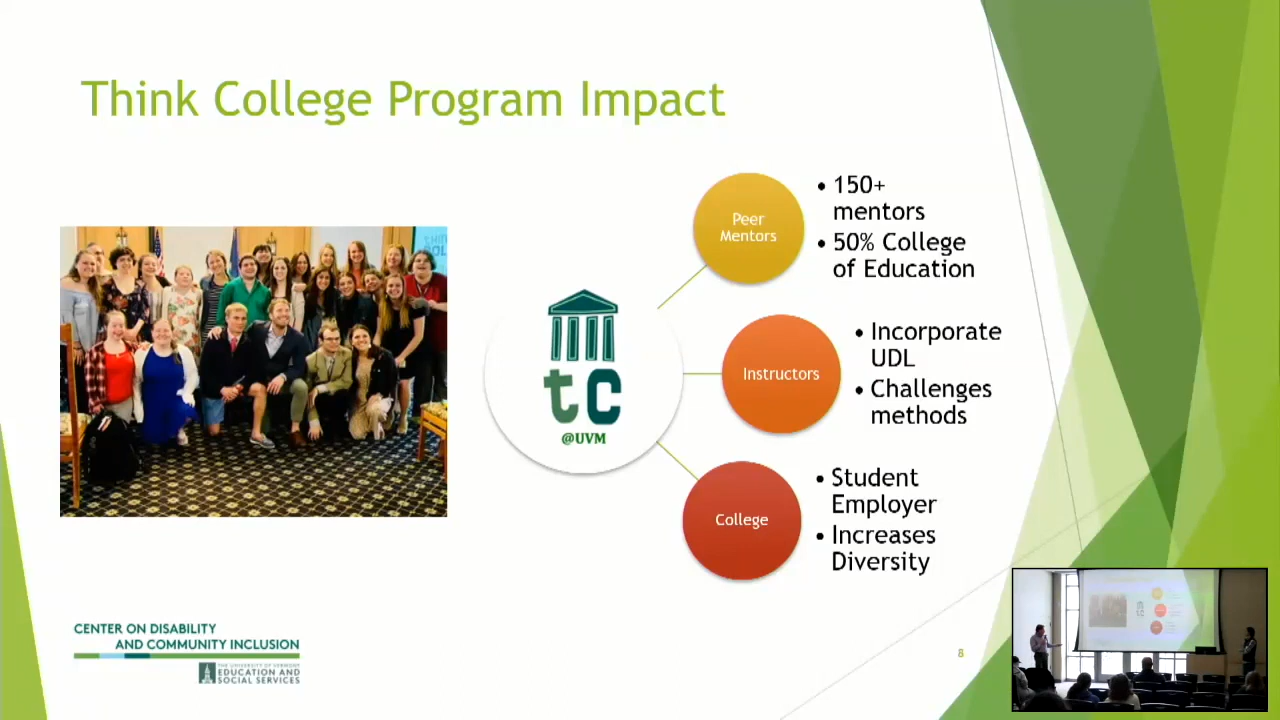 Think College Program Impact
Peer
Mentors
• 150+
mentors
• 50% College
of Education
tc
@UVM
Instructors
• Incorporate
UDL
• Challenges
methods
College
• Student
Employer
• Increases
Diversity
CENTER ON DISABILITY
AND COMMUNITY INCLUSION
THE UNIVERSITY OF VERMONT
EDUCATION AND
SOCIAL SERVICES
8